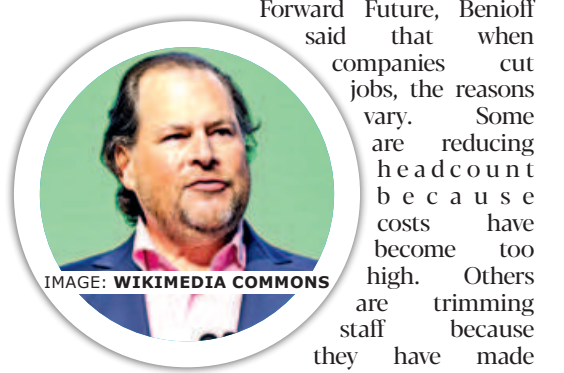 Forward Future, Benioff
said that when
companies cut
jobs, the reasons
vary. Some
are reducing
headcount
because
costs have
become too
high. Others
are trimming
staff because
they have made
IMAGE: WIKIMEDIA COMMONS